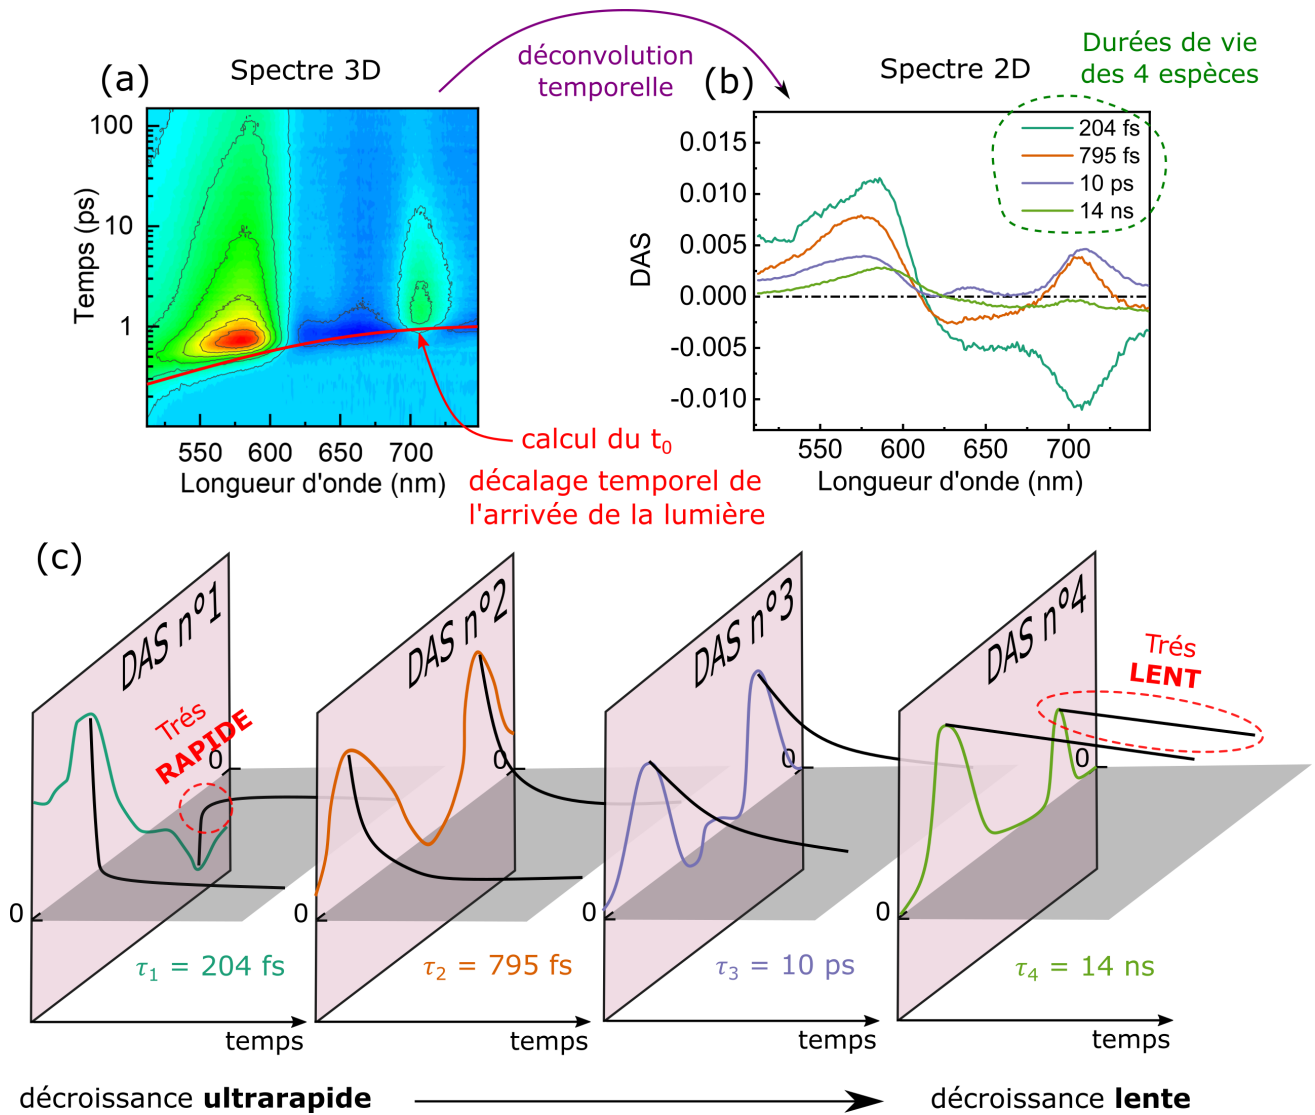 (a)
Spectre 3D
déconvolution
temporelle
(b)
Spectre 2D
Durées de vie
des 4 espèces
Temps (ps)
100
10
1
550
600
650
700
Longueur d'onde (nm)
DAS
0.015
0.010
0.005
0.000
-0.005
-0.010
204 fs
795 fs
10 ps
14 ns
550
600
650
700
Longueur d'onde (nm)
calcul du t₀
décalage temporel de
l'arrivée de la lumière
(c)
DAS nº1
Trés
RAPIDE
0
0
τ₁ = 204 fs
temps
DAS nº2
0
0
τ₂ = 795 fs
temps
DAS nº3
0
0
τ₃ = 10 ps
temps
DAS nº4
Trés
LENT
0
0
τ₄ = 14 ns
temps
décroissance ultrarapide
décroissance lente